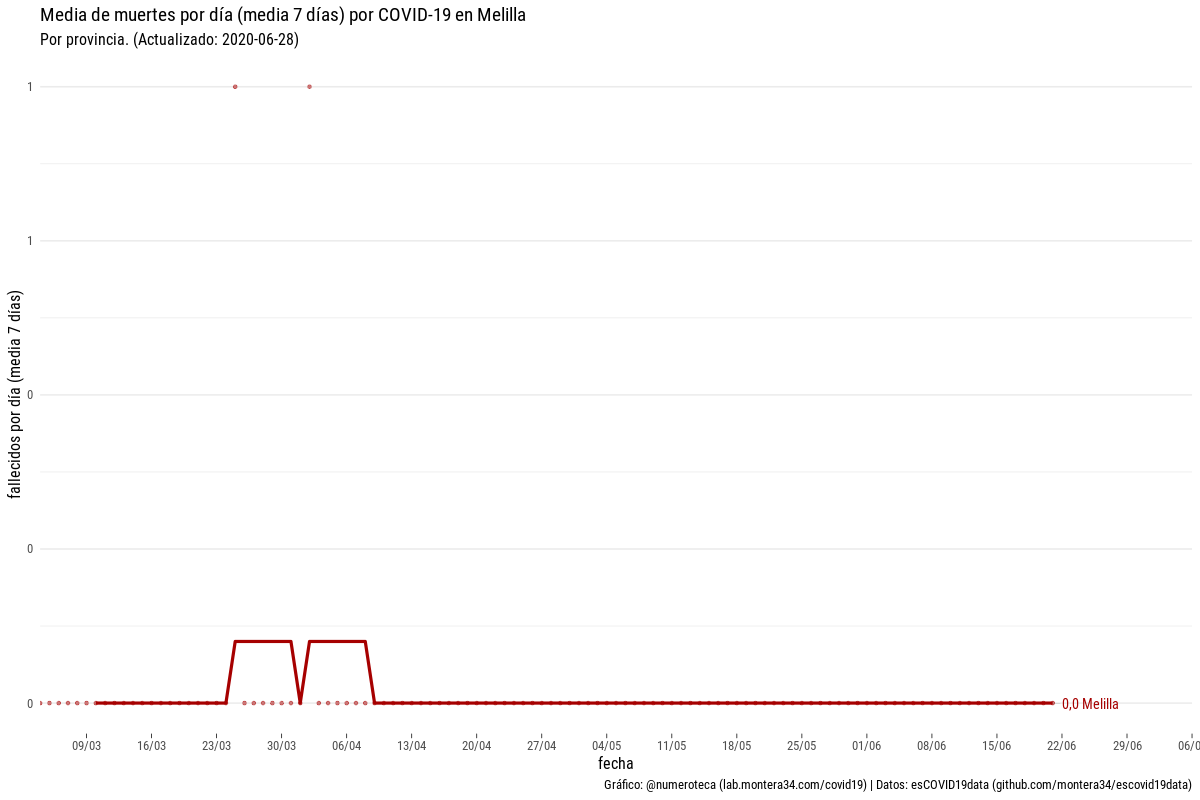 Media de muertes por día (media 7 días) por COVID-19 en Melilla
Por provincia. (Actualizado: 2020-06-28)
fallecidos por día (media 7 días)
1
1
0
0
0
0,0 Melilla
09/03 16/03 23/03 30/03 06/04 13/04 20/04 27/04 04/05 11/05 18/05 25/05 01/06 08/06 15/06 22/06 29/06 06/0
fecha
Gráfico: @numeroteca (lab.montera34.com/covid19) | Datos: esCOVID19data (github.com/montera34/escovid19data)